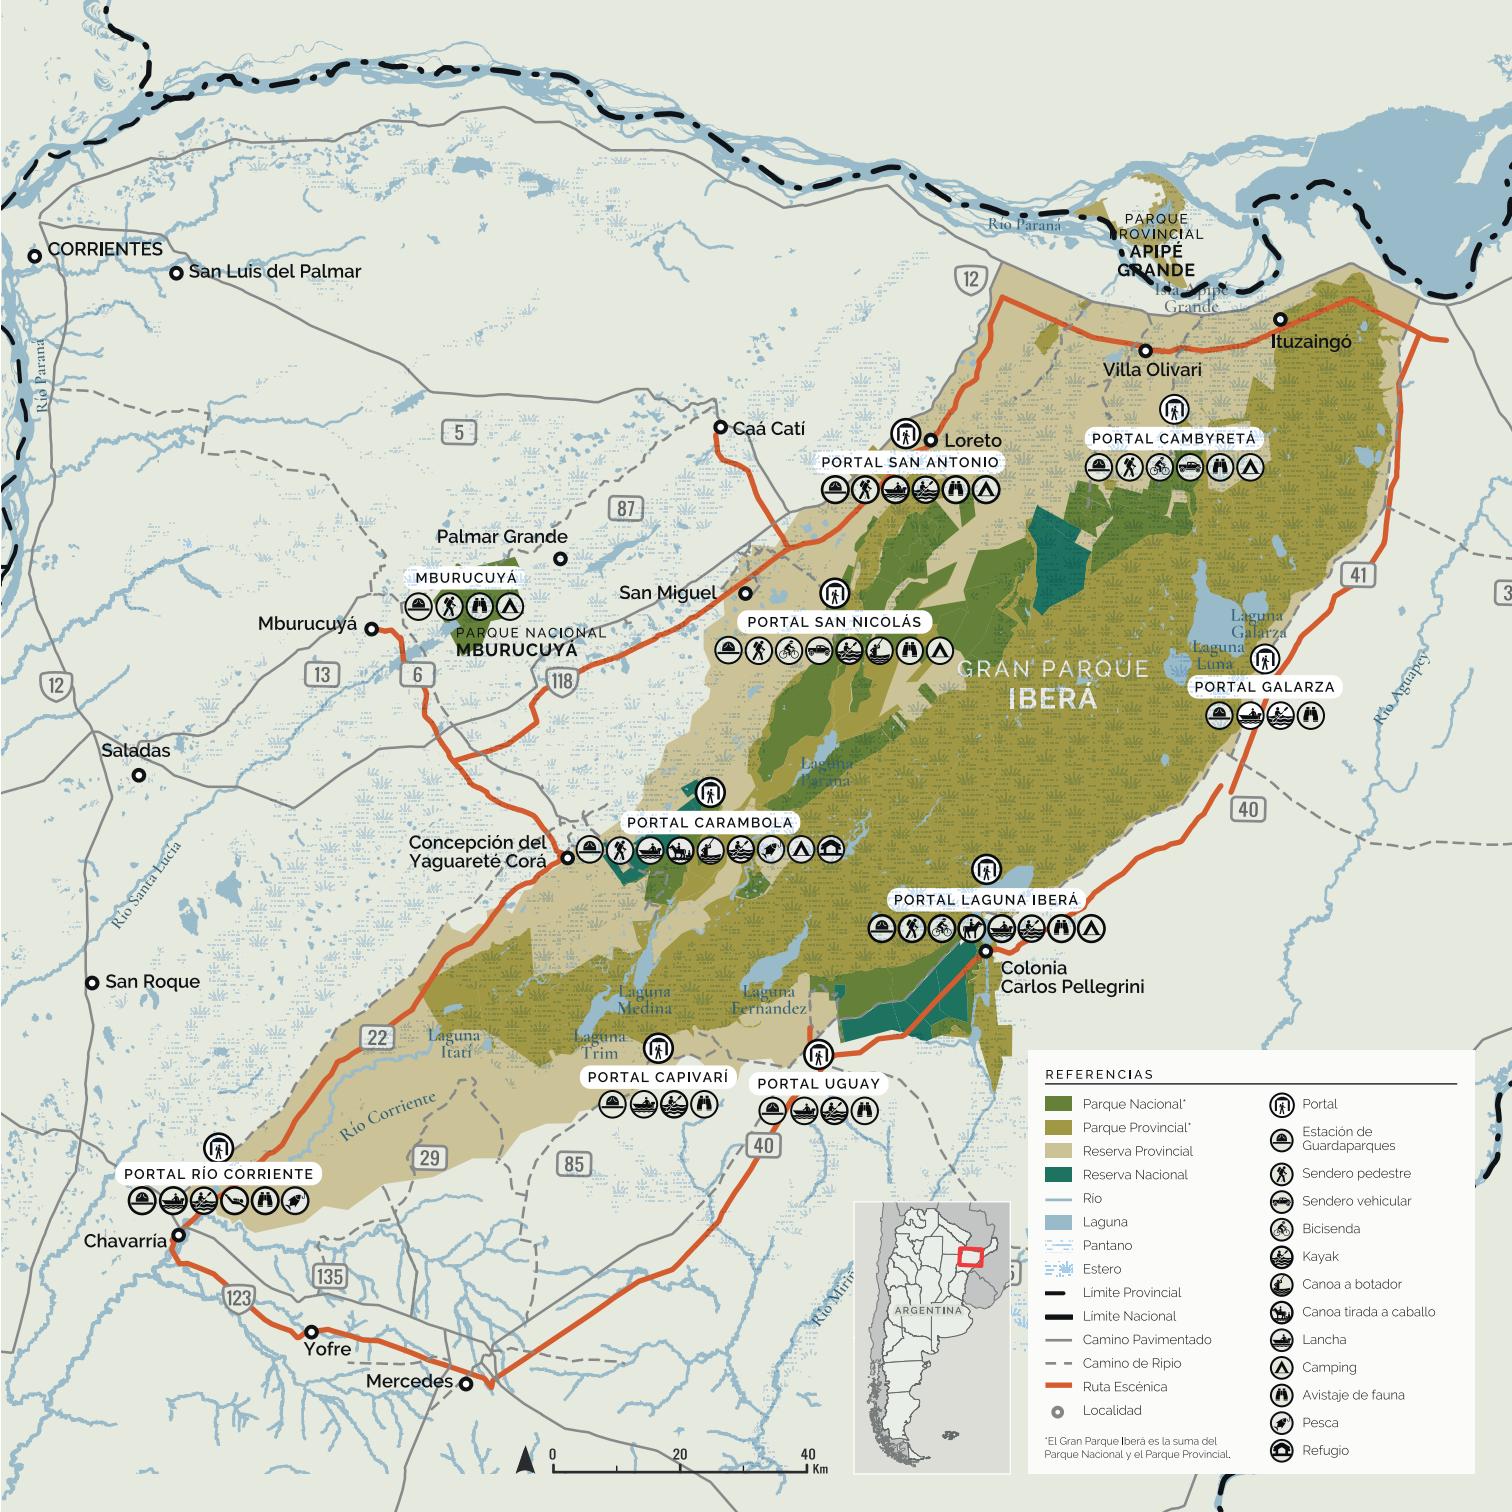 CORRIENTES
San Luis del Palmar
Río Paraná
Río Paraná
PARQUE
PROVINCIAL
APIPÉ
GRANDE
Isla Apipé
Grande
12
Ituzaingó
Villa Olivari
5
Caá Catí
Loreto
PORTAL SAN ANTONIO
PORTAL CAMBYRETÁ
87
Palmar Grande
MBURUCUYÁ
San Miguel
41
3
Mburucuyá
PARQUE NACIONAL
MBURUCUYÁ
PORTAL SAN NICOLÁS
Laguna
Galarza
Laguna
Luna
GRAN PARQUE
IBERÁ
12
13
6
118
PORTAL GALARZA
Río Aguapey
Saladas
Laguna
Paraná
40
PORTAL CARAMBOLA
Concepción del
Yaguareté Corá
Río Santa Lucia
PORTAL LAGUNA IBERÁ
San Roque
Colonia
Carlos Pellegrini
Laguna
Medina
Laguna
Fernandez
22
Laguna
Itatí
Laguna
Trim
PORTAL CAPIVARÍ
PORTAL UGUAY
Río Corriente
29
85
40
PORTAL RÍO CORRIENTE
Chavarría
135
123
Río Miriñ
5
Yofre
Mercedes
ARGENTINA
0
20
40
Km
REFERENCIAS
Parque Nacional*
Parque Provincial*
Reserva Provincial
Reserva Nacional
Río
Laguna
Pantano
Estero
Límite Provincial
Límite Nacional
Camino Pavimentado
Camino de Ripio
Ruta Escénica
Localidad
*El Gran Parque Iberá es la suma del
Parque Nacional y el Parque Provincial.
Portal
Estación de
Guardaparques
Sendero pedestre
Sendero vehicular
Bicisenda
Kayak
Canoa a botador
Canoa tirada a caballo
Lancha
Camping
Avistaje de fauna
Pesca
Refugio